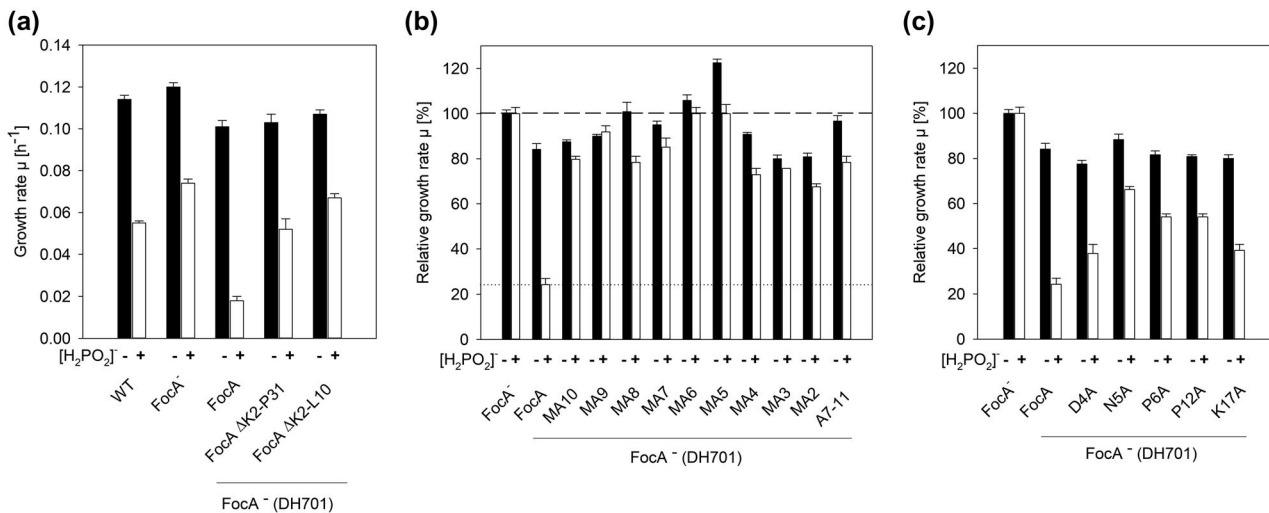 (a)
0.14
0.12
0.10
0.08
0.06
0.04
0.02
0.00
Growth rate µ [h-1]
[H2PO2]-
- + - + - + - + - +
WT
FocA-
FocA
FocA ΔK2-P31
FocA ΔK2-L10
FocA - (DH701)
(b)
120
100
80
60
40
20
0
Relative growth rate µ [%]
[H2PO2]-
- + - + - + - + - + - + - + - + - + - + - + - +
FocA-
FocA
MA10
MA9
MA8
MA7
MA6
MA5
MA4
MA3
MA2
A7-11
FocA - (DH701)
(c)
120
100
80
60
40
20
0
Relative growth rate µ [%]
[H2PO2]-
- + - + - + - + - + - + - +
FocA-
FocA
D4A
N5A
P6A
P12A
K17A
FocA - (DH701)